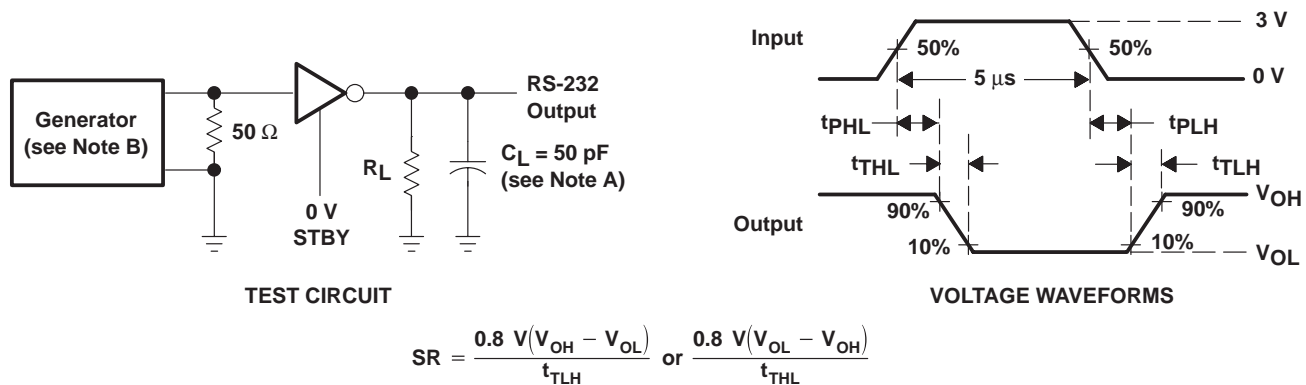 Generator
(see Note B)
50 Ω
0 V
STBY
RL
RS-232
Output
CL = 50 pF
(see Note A)
TEST CIRCUIT
Input
3 V
50%
50%
0 V
5 μs
tPHL
tPLH
tTHL
tTLH
VOH
90%
90%
Output
10%
10%
VOL
VOLTAGE WAVEFORMS
SR = 0.8 V(VOH − VOL) / tTLH or 0.8 V(VOL − VOH) / tTHL